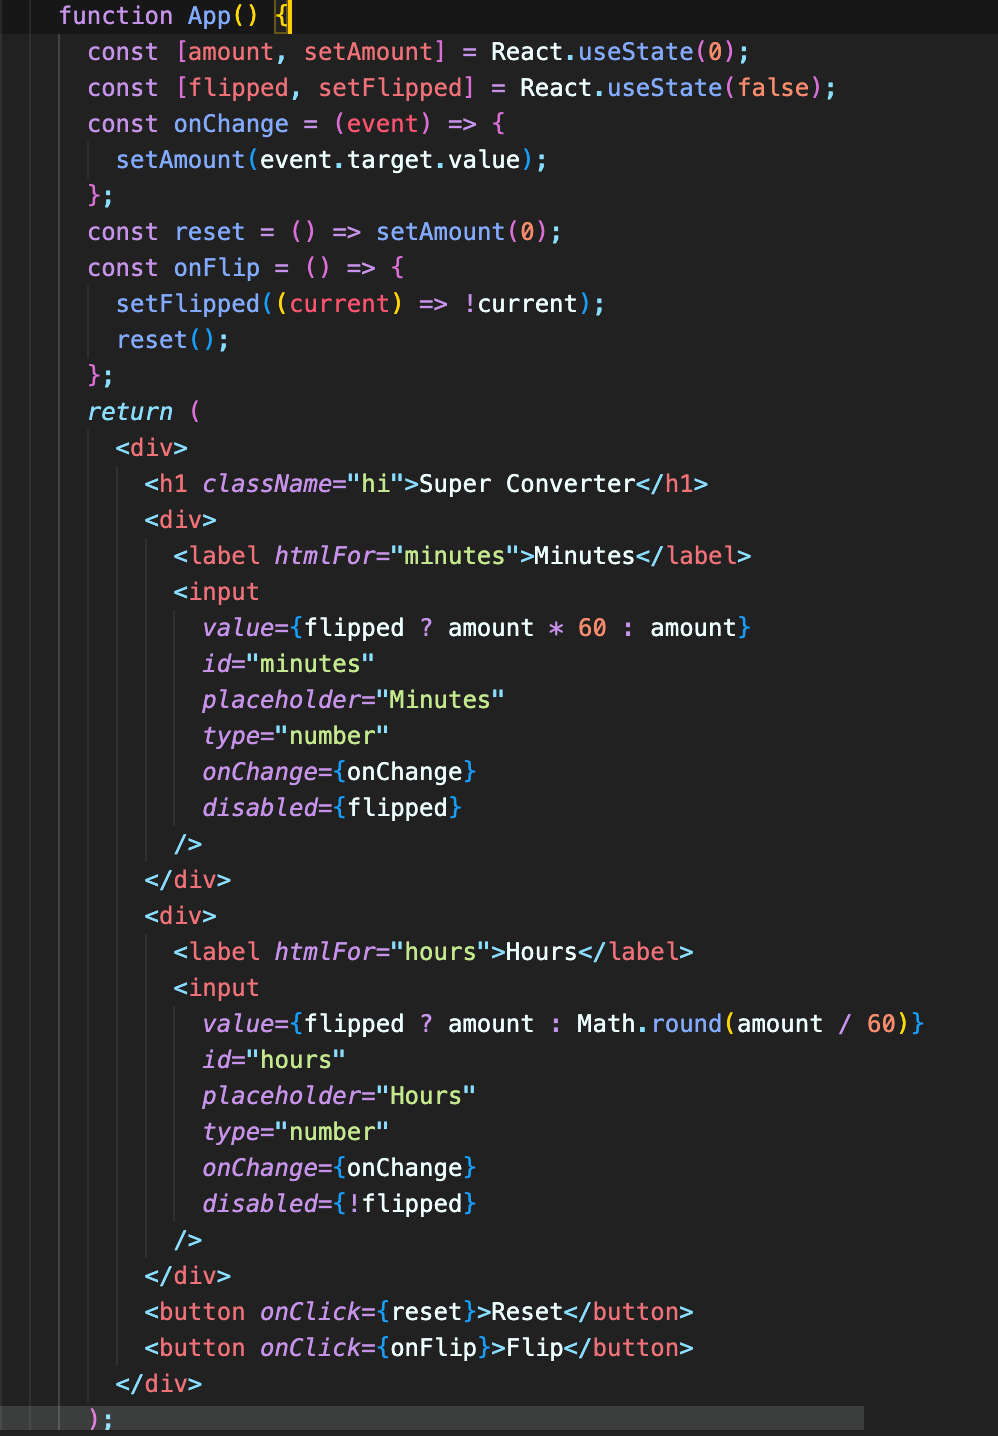 function App() {
const [amount, setAmount] = React.useState(0);
const [flipped, setFlipped] = React.useState(false);
const onChange = (event) => {
setAmount(event.target.value);
};
const reset = () => setAmount(0);
const onFlip = () => {
setFlipped((current) => !current);
reset();
};
return (
<div>
<h1 className="hi">Super Converter</h1>
<div>
<label htmlFor="minutes">Minutes</label>
<input
value={flipped ? amount * 60 : amount}
id="minutes"
placeholder="Minutes"
type="number"
onChange={onChange}
disabled={flipped}
/>
</div>
<div>
<label htmlFor="hours">Hours</label>
<input
value={flipped ? amount : Math.round(amount / 60)}
id="hours"
placeholder="Hours"
type="number"
onChange={onChange}
disabled={!flipped}
/>
</div>
<button onClick={reset}>Reset</button>
<button onClick={onFlip}>Flip</button>
</div>
);